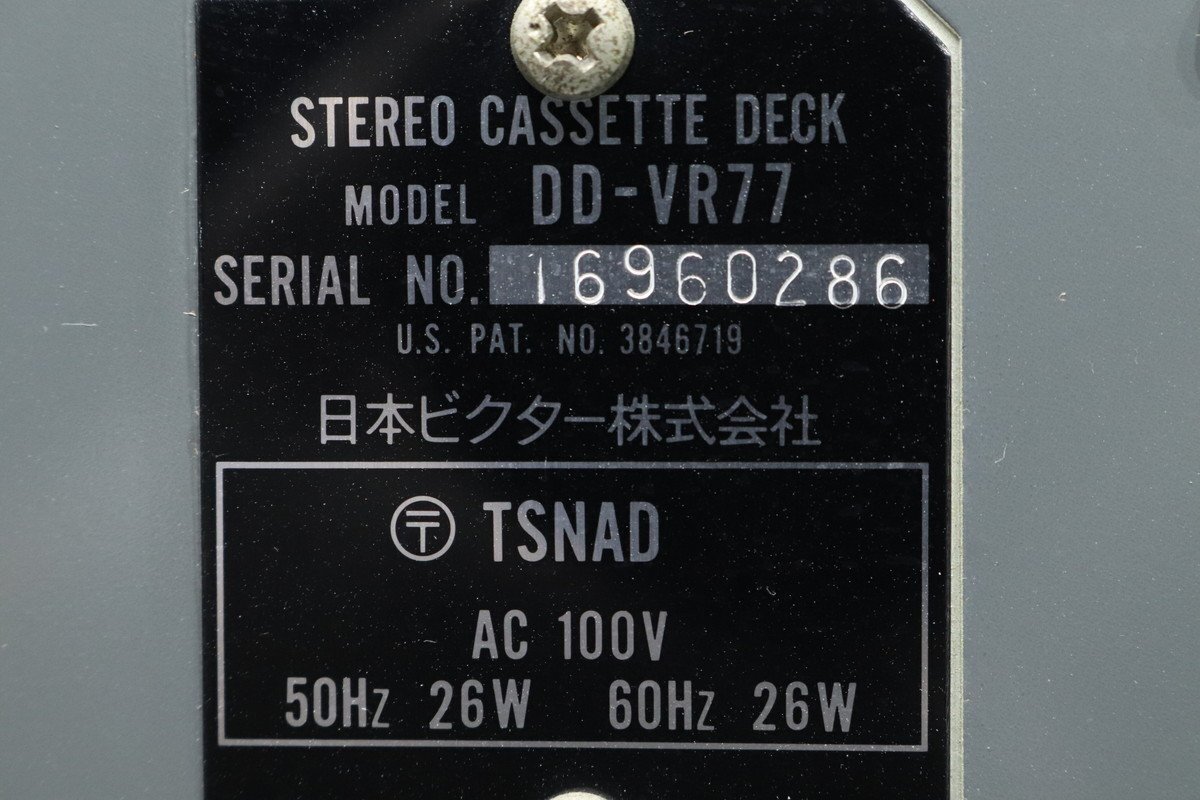 STEREO CASSETTE DECK
MODEL DD-VR77
SERIAL NO. 16960286
U.S. PAT. NO. 3846719
日本ビクター株式会社
〒 TSNAD
AC 100V
50Hz 26W 60Hz 26W